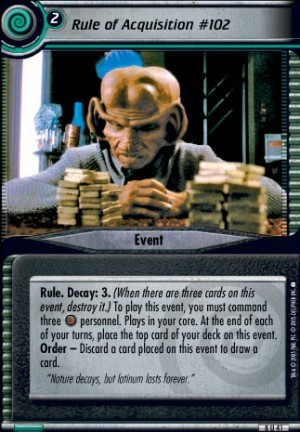 2
Rule of Acquisition #102
Event
Rule. Decay: 3. (When there are three cards on this
event, destroy it.) To play this event, you must command
three personnel. Plays in your core. At the end of each
of your turns, place the top card of your deck on this event.
Order – Discard a card placed on this event to draw a
card.
"Nature decays, but latinum lasts forever."